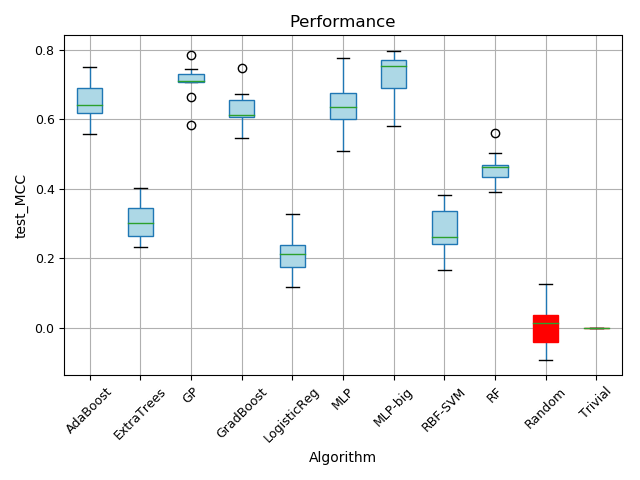 Performance
test_MCC
0.8
0.6
0.4
0.2
0.0
AdaBoost
ExtraTrees
GP
GradBoost
LogisticReg
MLP
MLP-big
RBF-SVM
RF
Random
Trivial
Algorithm